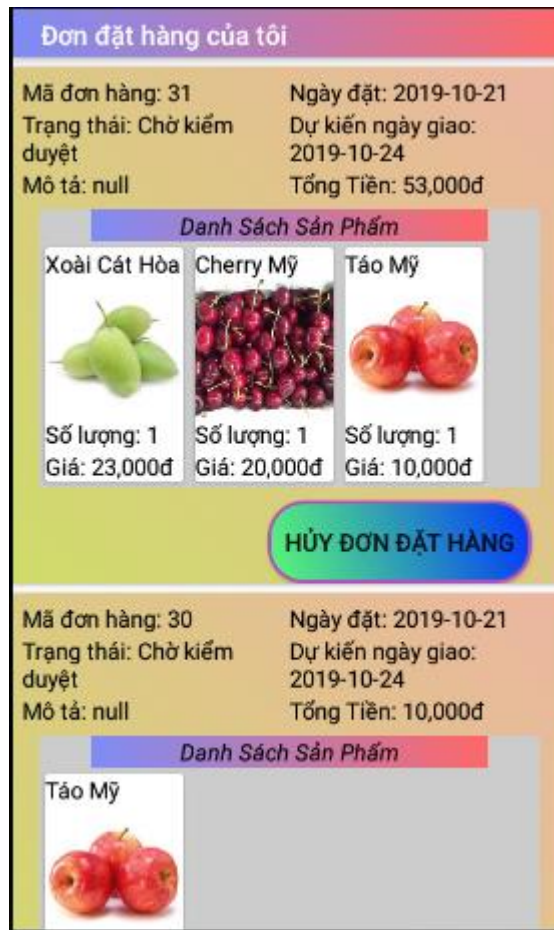 Đơn đặt hàng của tôi
Mã đơn hàng: 31
Ngày đặt: 2019-10-21
Trạng thái: Chờ kiểm
duyệt
Dự kiến ngày giao:
2019-10-24
Mô tả: null
Tổng Tiền: 53,000đ
Danh Sách Sản Phẩm
Xoài Cát Hòa
Số lượng: 1
Giá: 23,000đ
Cherry Mỹ
Số lượng: 1
Giá: 20,000đ
Táo Mỹ
Số lượng: 1
Giá: 10,000đ
HỦY ĐƠN ĐẶT HÀNG
Mã đơn hàng: 30
Ngày đặt: 2019-10-21
Trạng thái: Chờ kiểm
duyệt
Dự kiến ngày giao:
2019-10-24
Mô tả: null
Tổng Tiền: 10,000đ
Danh Sách Sản Phẩm
Táo Mỹ